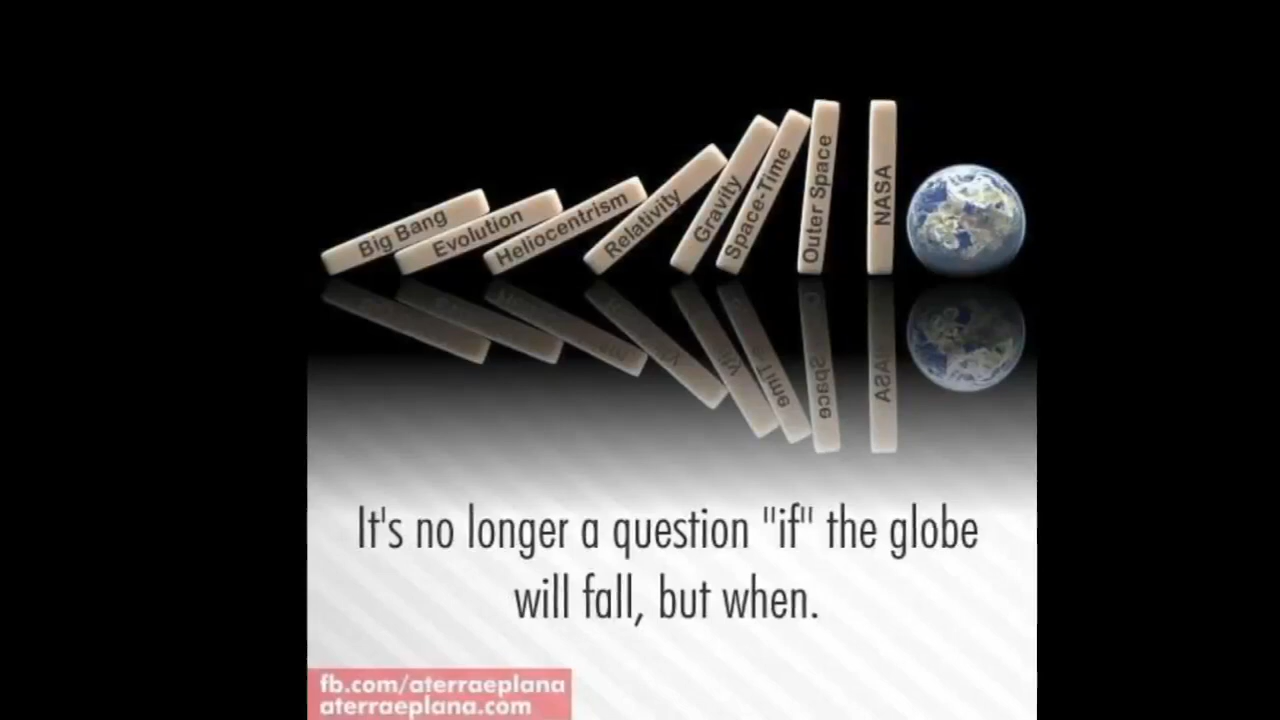 Big Bang
Evolution
Heliocentrism
Relativity
Gravity
Space-Time
Outer Space
NASA
It's no longer a question "if" the globe
will fall, but when.
fb.com/aterraeplana
aterraeplana.com